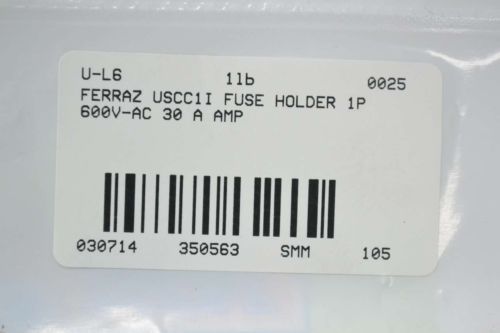 U-L6 1lb 0025
FERRAZ USCC1I FUSE HOLDER 1P
600V-AC 30 A AMP
030714 350563 SMM 105